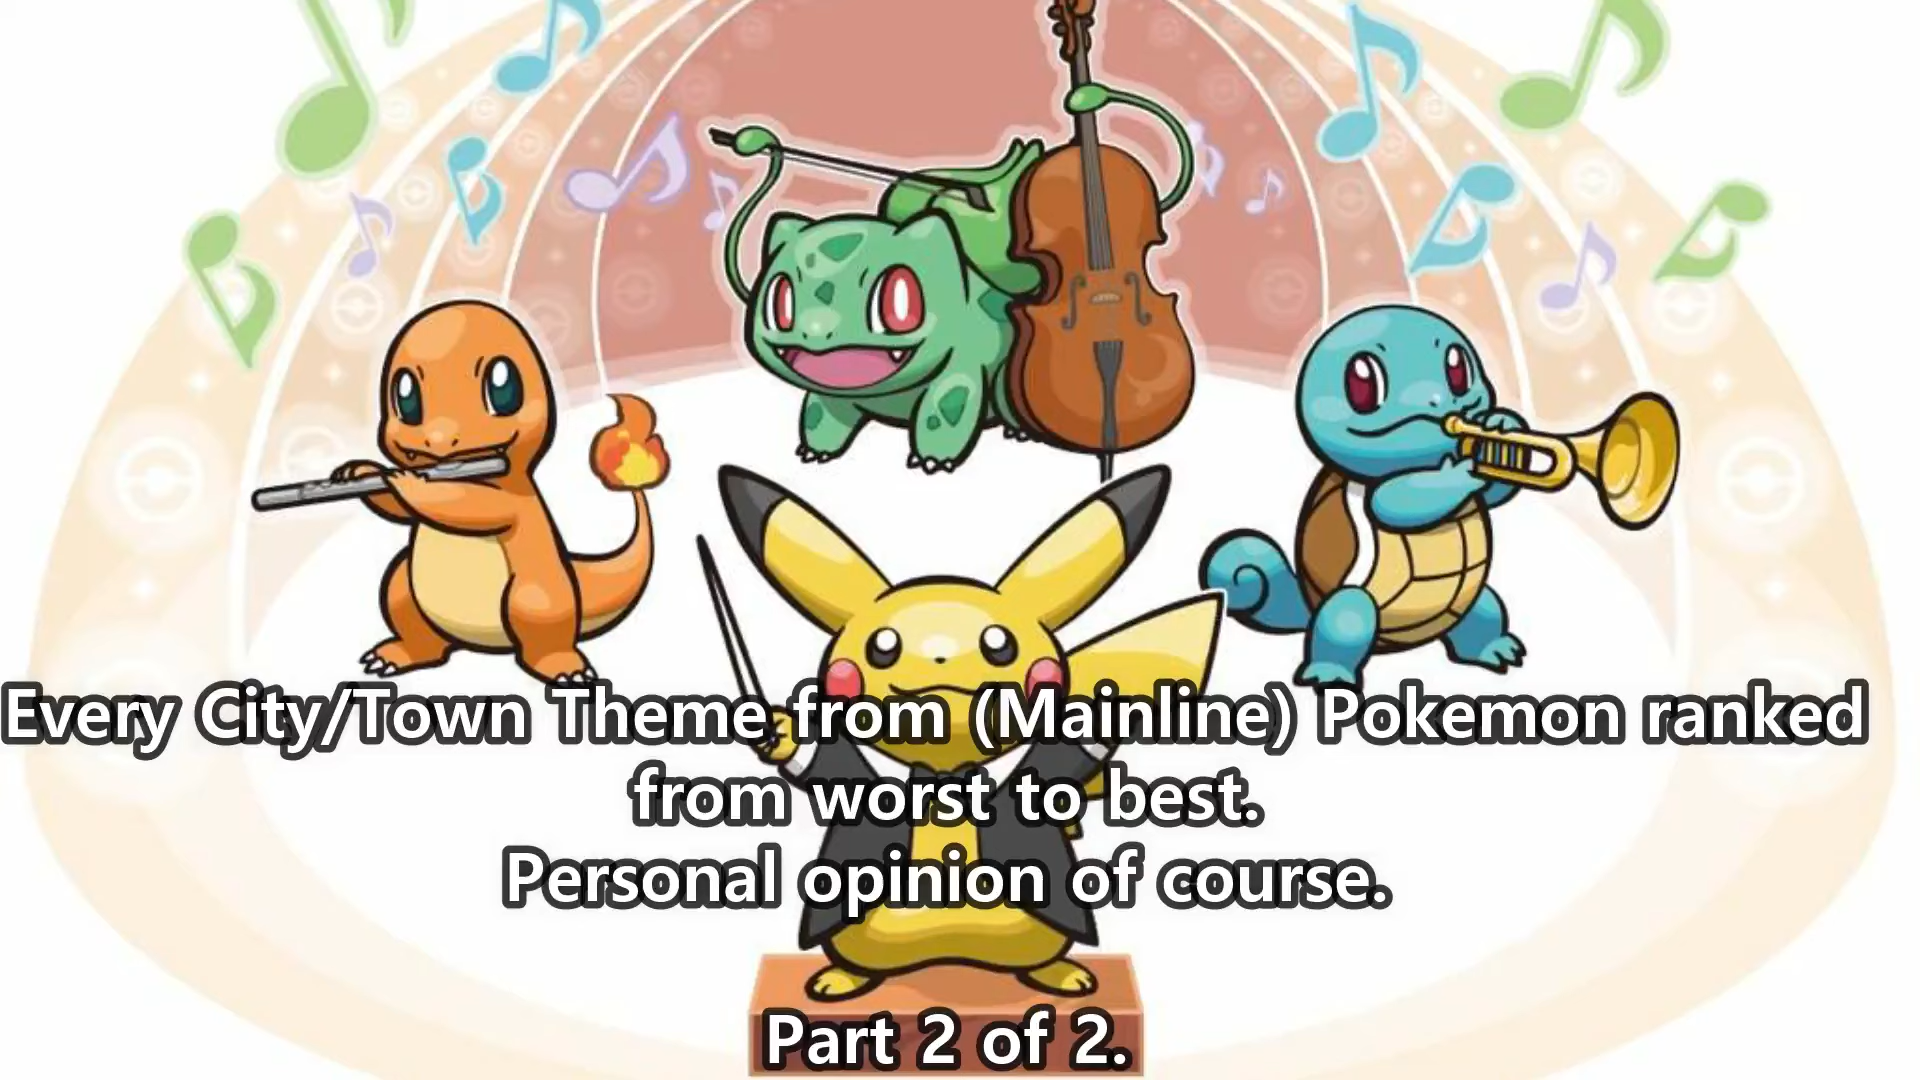 Every City/Town Theme from (Mainline) Pokemon ranked
from worst to best.
Personal opinion of course.
Part 2 of 2.